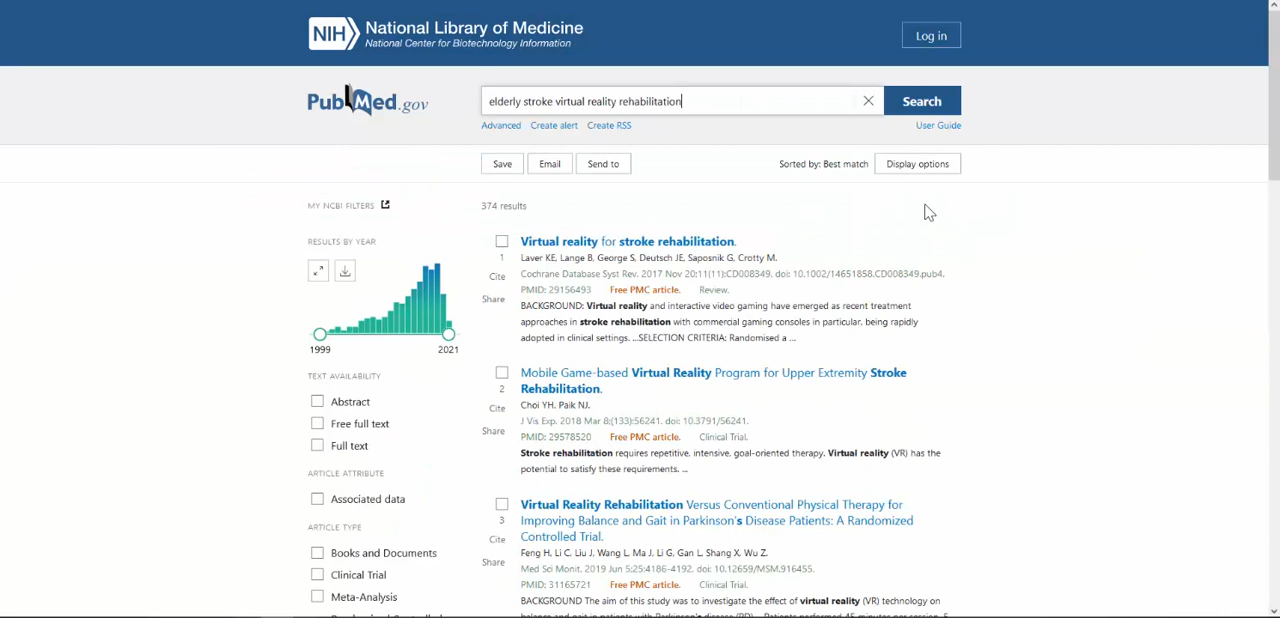 NIH National Library of Medicine
National Center for Biotechnology Information
Log in
PubMed.gov
elderly stroke virtual reality rehabilitation
Search
Advanced Create alert Create RSS
User Guide
Save Email Send to
Sorted by: Best match Display options
MY NCBI FILTERS
374 results
RESULTS BY YEAR
1999 2021
TEXT AVAILABILITY
Abstract
Free full text
Full text
ARTICLE ATTRIBUTE
Associated data
ARTICLE TYPE
Books and Documents
Clinical Trial
Meta-Analysis
Virtual reality for stroke rehabilitation.
1
Cite
Share
Laver KE, Lange B, George S, Deutsch JE, Saposnik G, Crotty M.
Cochrane Database Syst Rev. 2017 Nov 20;11(11):CD008349. doi: 10.1002/14651858.CD008349.pub4.
PMID: 29156493 Free PMC article. Review.
BACKGROUND: Virtual reality and interactive video gaming have emerged as recent treatment
approaches in stroke rehabilitation with commercial gaming consoles in particular, being rapidly
adopted in clinical settings. ...SELECTION CRITERIA: Randomised a ...
Mobile Game-based Virtual Reality Program for Upper Extremity Stroke
Rehabilitation.
2
Cite
Share
Choi YH, Paik NJ.
J Vis Exp. 2018 Mar 8;(133):56241. doi: 10.3791/56241.
PMID: 29578520 Free PMC article. Clinical Trial.
Stroke rehabilitation requires repetitive, intensive, goal-oriented therapy. Virtual reality (VR) has the
potential to satisfy these requirements. ...
Virtual Reality Rehabilitation Versus Conventional Physical Therapy for
Improving Balance and Gait in Parkinson's Disease Patients: A Randomized
Controlled Trial.
3
Cite
Share
Feng H, Li C, Liu J, Wang L, Ma J, Li G, Gan L, Shang X, Wu Z.
Med Sci Monit. 2019 Jun 5;25:4186-4192. doi: 10.12659/MSM.916455.
PMID: 31165721 Free PMC article. Clinical Trial.
BACKGROUND The aim of this study was to investigate the effect of virtual reality (VR) technology on